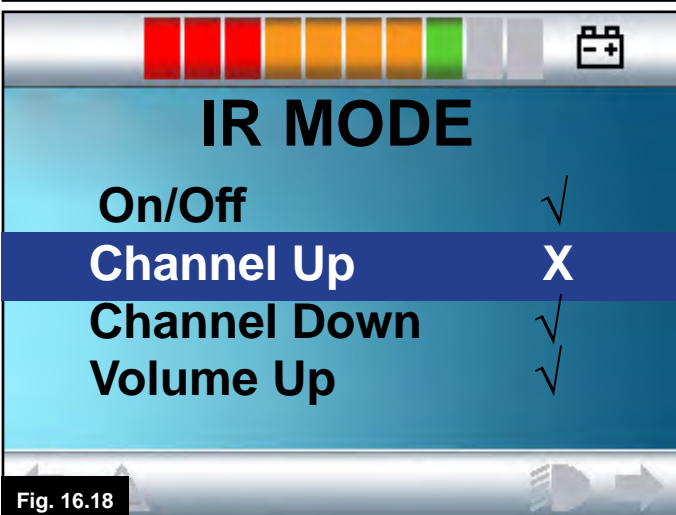 IR MODE
On/Off √
Channel Up X
Channel Down √
Volume Up √
Fig. 16.18